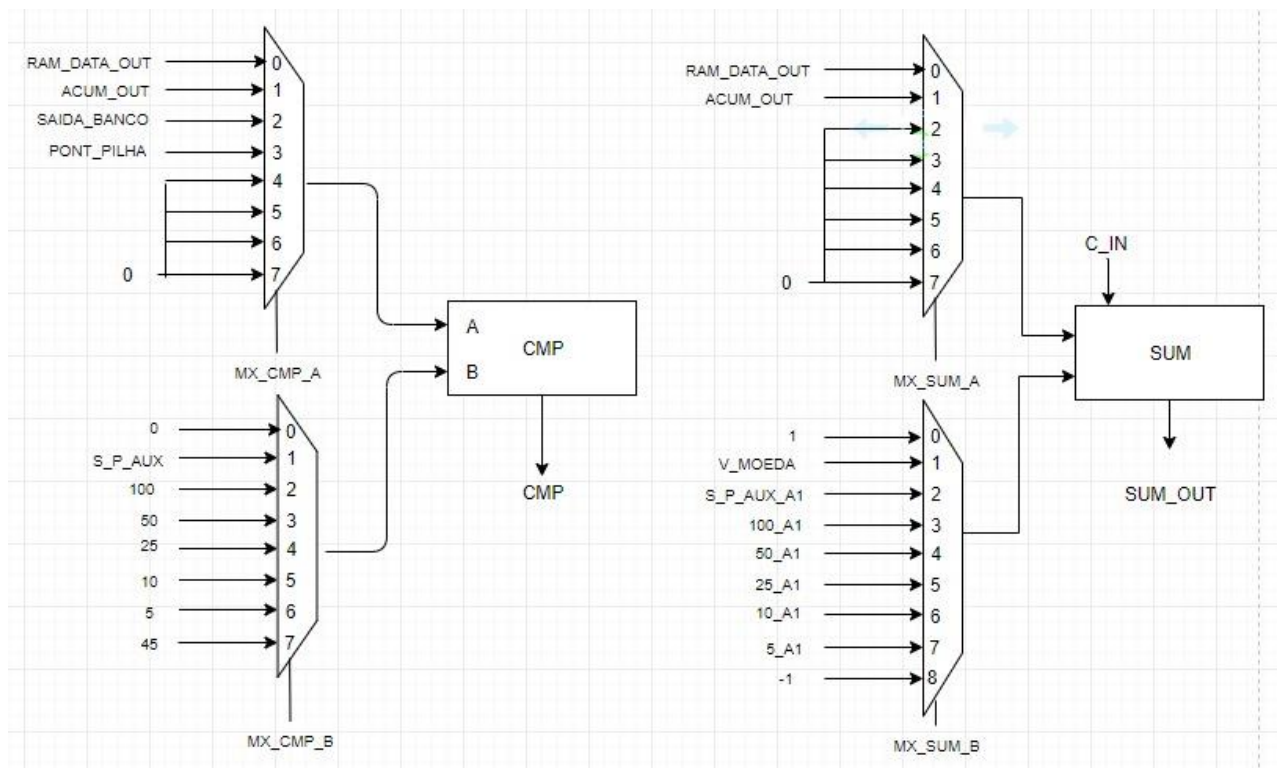 RAM_DATA_OUT
ACUM_OUT
SAIDA_BANCO
PONT_PILHA
0
0
1
2
3
4
5
6
7
MX_CMP_A
A
B
CMP
CMP
0
S_P_AUX
100
50
25
10
5
45
0
1
2
3
4
5
6
7
MX_CMP_B
RAM_DATA_OUT
ACUM_OUT
0
0
1
2
3
4
5
6
7
MX_SUM_A
C_IN
SUM
SUM_OUT
1
V_MOEDA
S_P_AUX_A1
100_A1
50_A1
25_A1
10_A1
5_A1
-1
0
1
2
3
4
5
6
7
8
MX_SUM_B